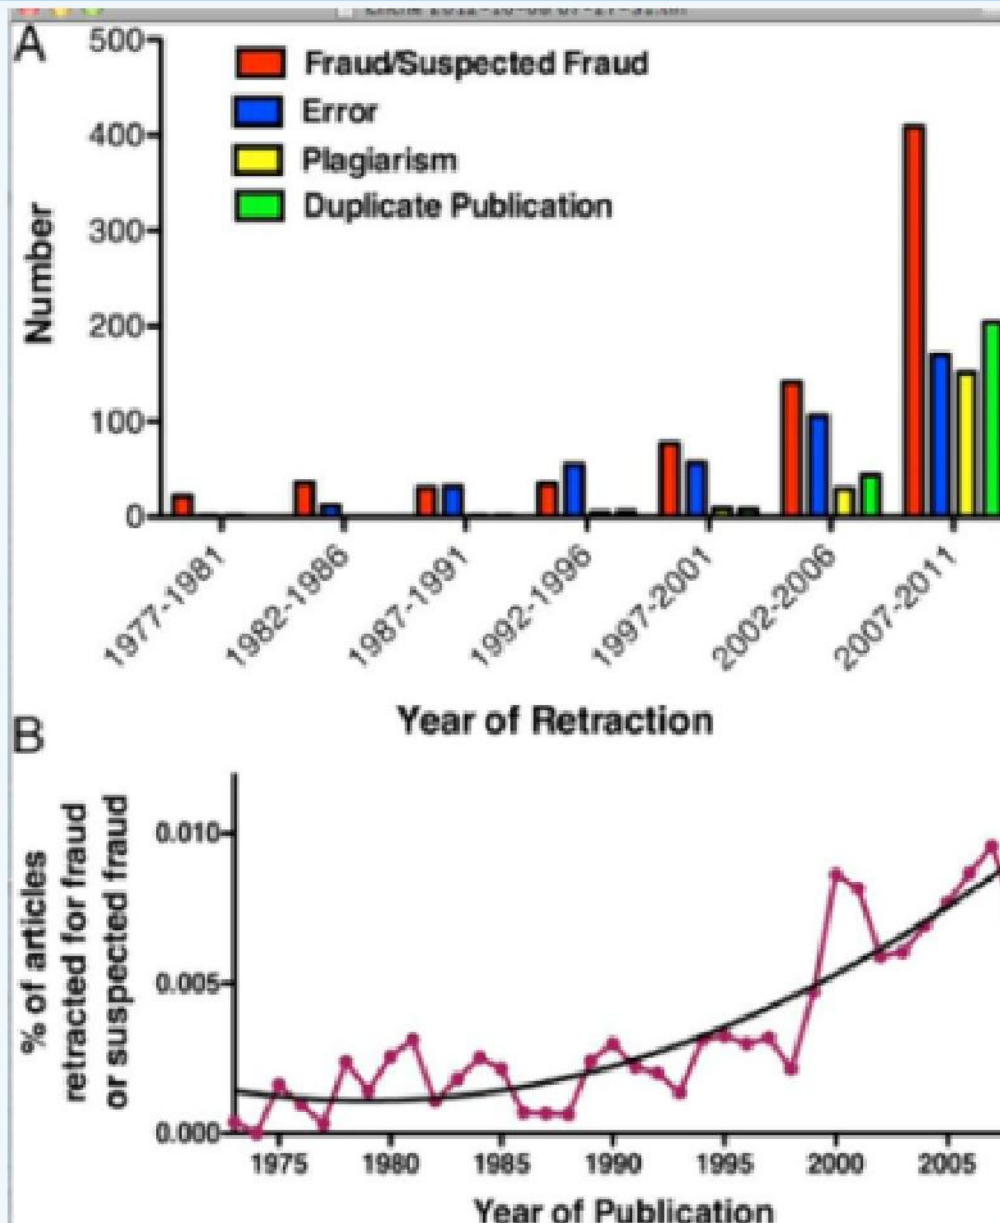 A
500
Fraud/Suspected Fraud
Error
400
Plagiarism
Duplicate Publication
300
Number
200
100
0
1977-1981
1982-1986
1987-1991
1992-1996
1997-2001
2002-2006
2007-2011
Year of Retraction
B
% of articles
retracted for fraud
or suspected fraud
0.010
0.005
0.000
1975 1980 1985 1990 1995 2000 2005
Year of Publication